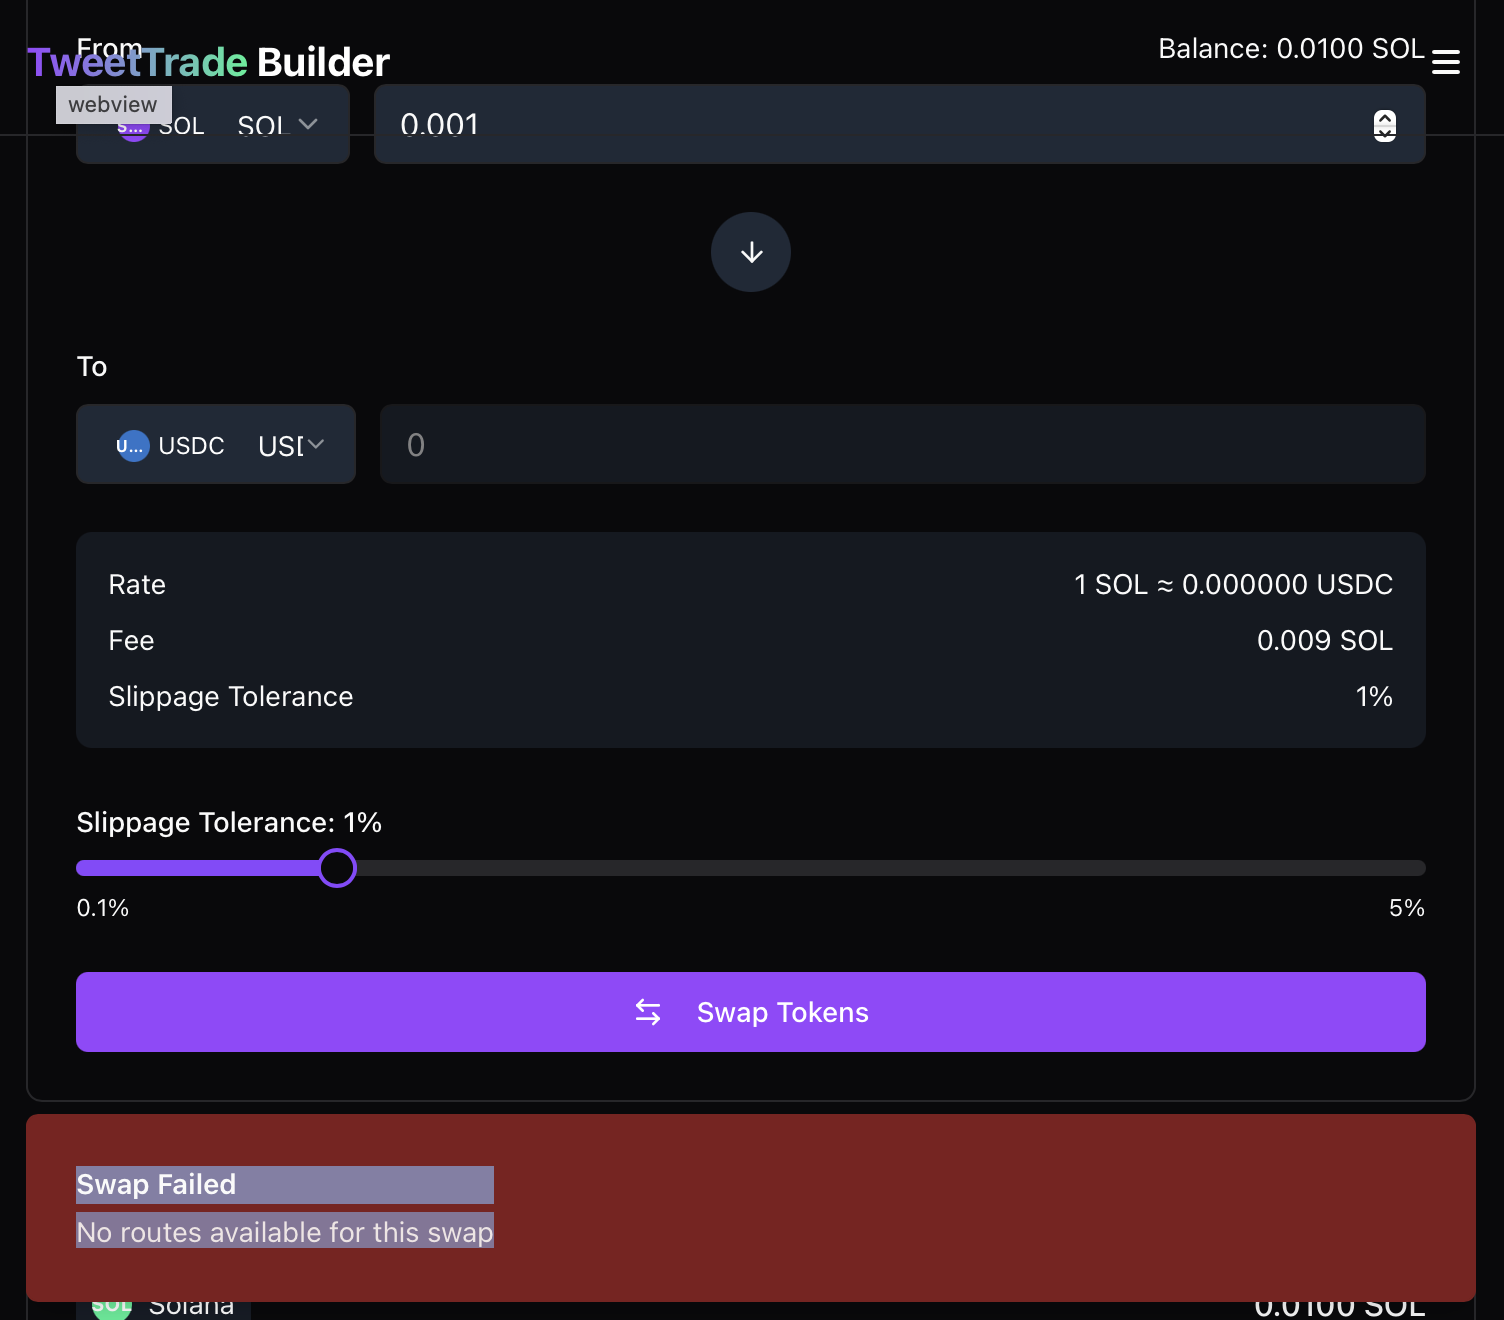 From
Balance: 0.0100 SOL
TweetTrade Builder
webview
S... SOL SOL
0.001
To
U... USDC USD
0
Rate 1 SOL ≈ 0.000000 USDC
Fee 0.009 SOL
Slippage Tolerance 1%
Slippage Tolerance: 1%
0.1% 5%
Swap Tokens
Swap Failed
No routes available for this swap
SOL Solana 0.0100 SOL